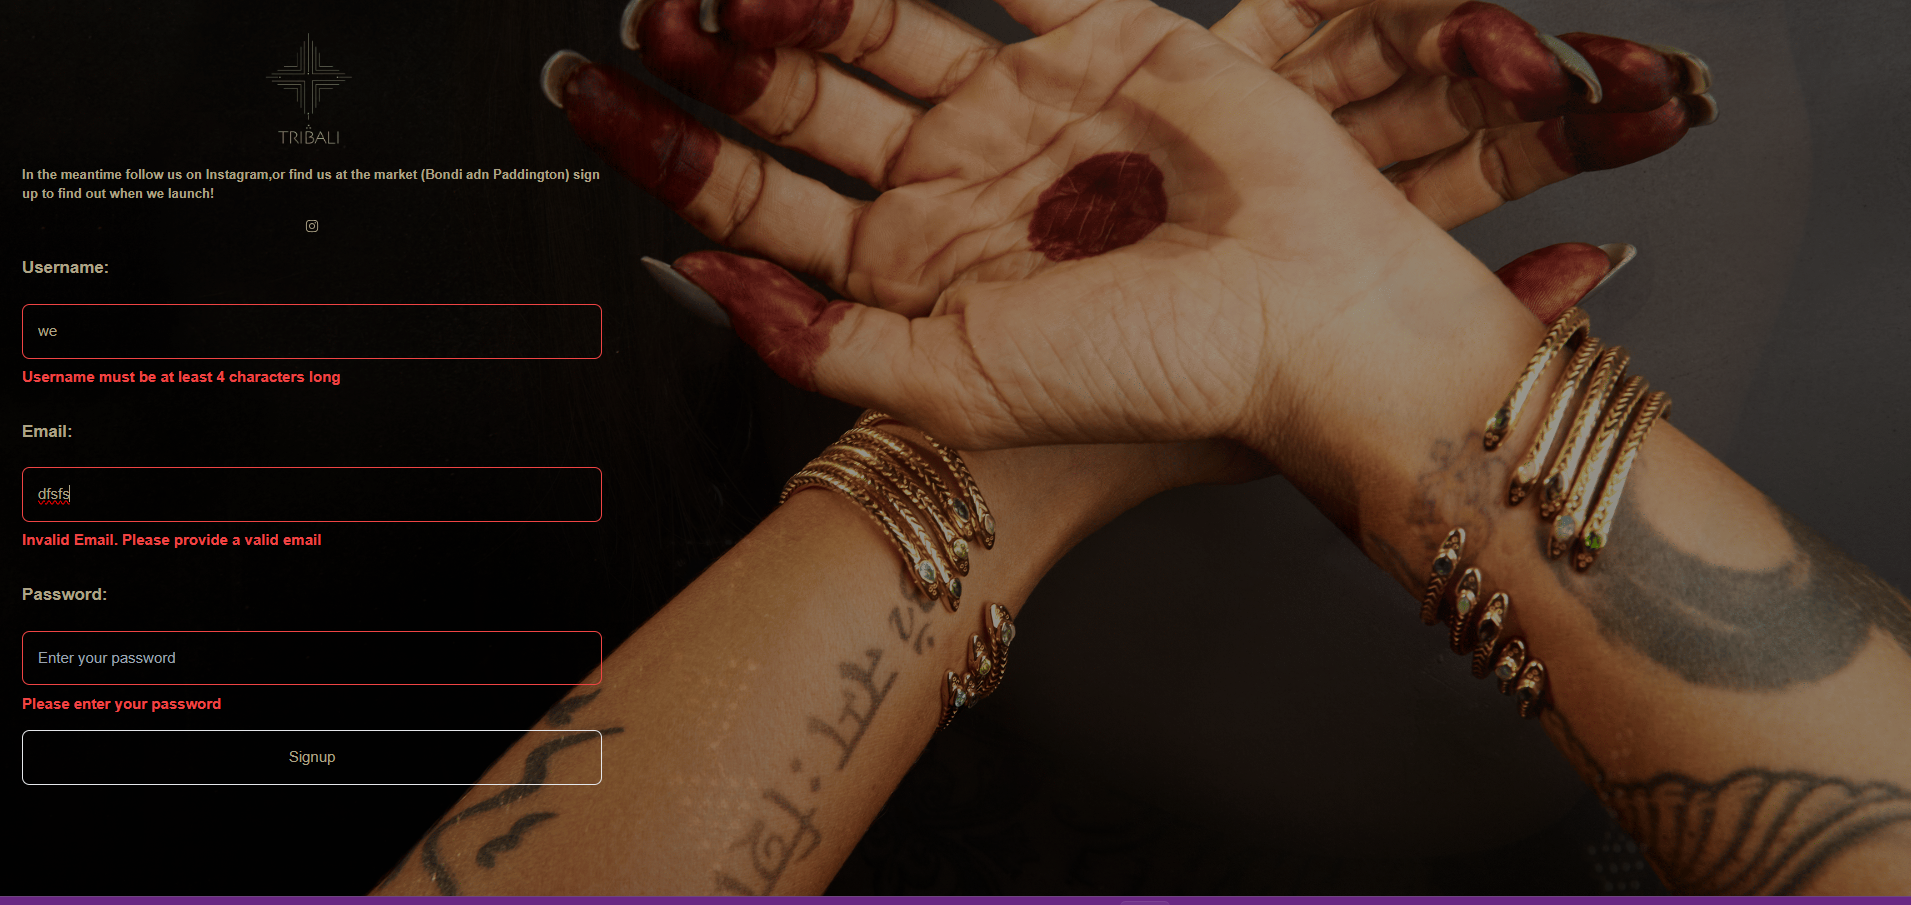 TRIBALI
In the meantime follow us on Instagram,or find us at the market (Bondi adn Paddington) sign
up to find out when we launch!
Username:
we
Username must be at least 4 characters long
Email:
dfsfs
Invalid Email. Please provide a valid email
Password:
Enter your password
Please enter your password
Signup